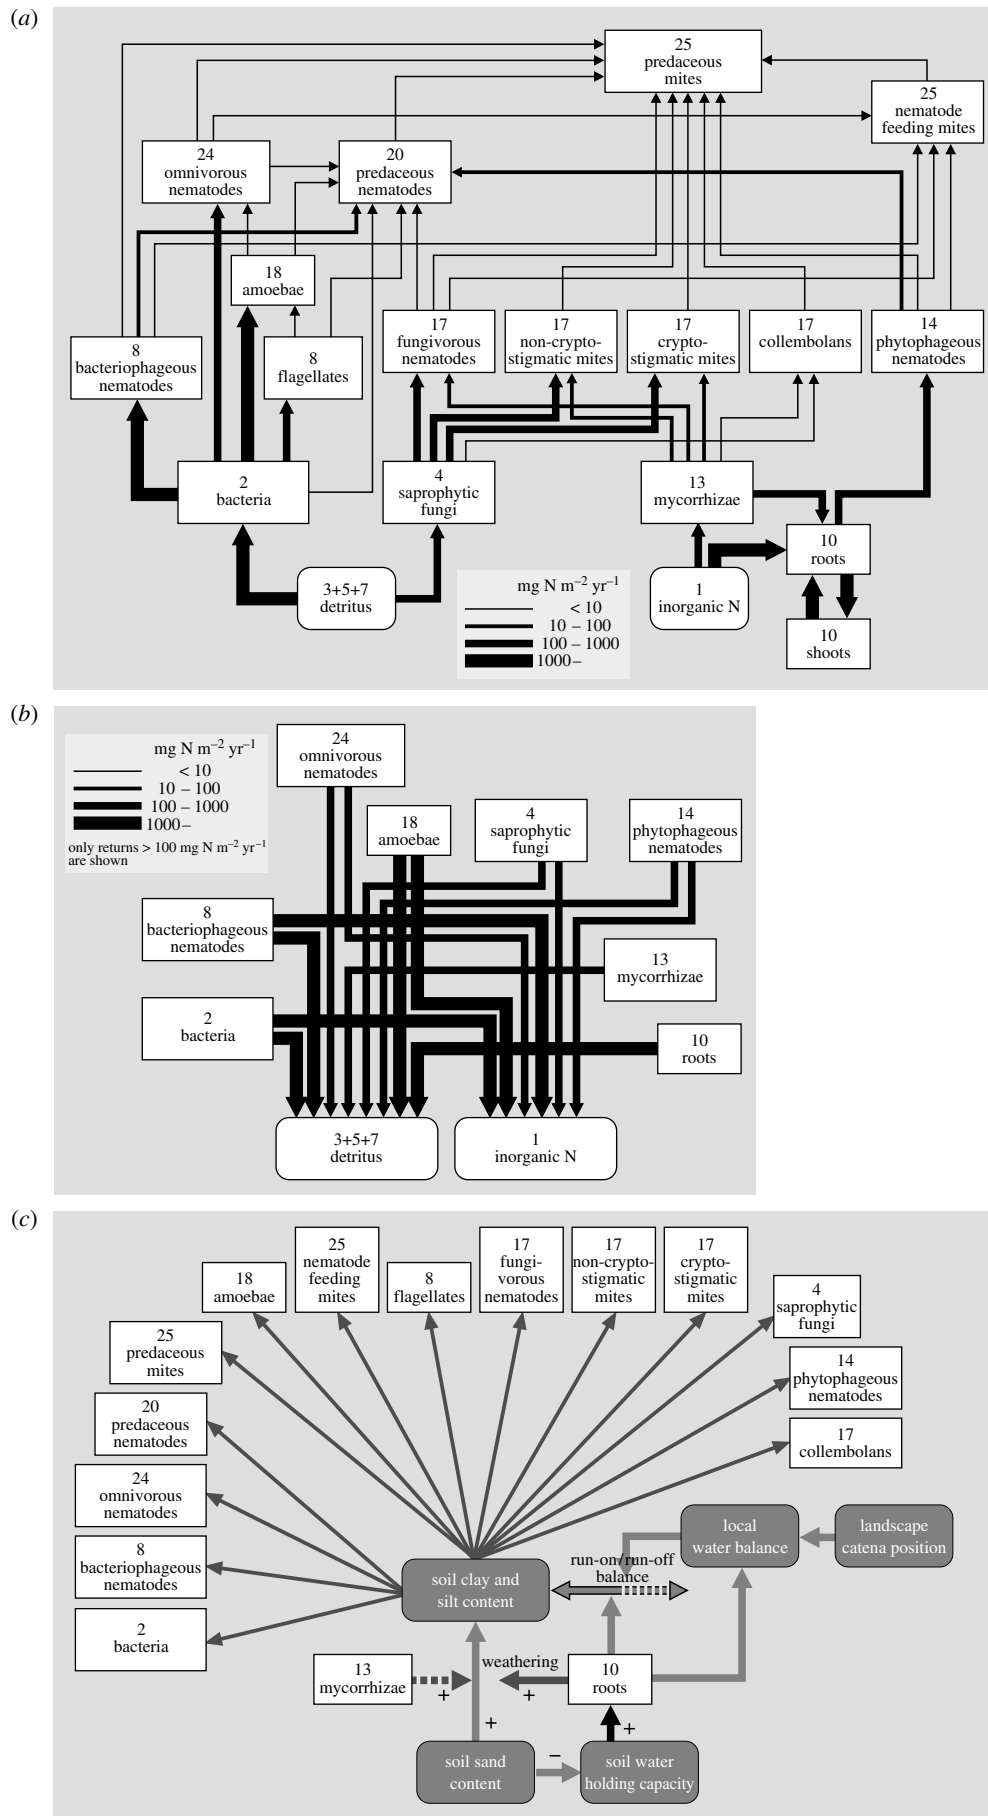 (a)
25
predaceous
mites
25
nematode
feeding mites
24
omnivorous
nematodes
20
predaceous
nematodes
18
amoebae
8
bacteriophageous
nematodes
8
flagellates
17
fungivorous
nematodes
17
non-crypto-
stigmatic mites
17
crypto-
stigmatic mites
17
collembolans
14
phytophageous
nematodes
2
bacteria
4
saprophytic
fungi
13
mycorrhizae
10
roots
3+5+7
detritus
1
inorganic N
10
shoots
mg N m⁻² yr⁻¹
< 10
10 – 100
100 – 1000
1000–
(b)
mg N m⁻² yr⁻¹
< 10
10 – 100
100 – 1000
1000–
only returns > 100 mg N m⁻² yr⁻¹
are shown
24
omnivorous
nematodes
18
amoebae
4
saprophytic
fungi
14
phytophageous
nematodes
8
bacteriophageous
nematodes
13
mycorrhizae
2
bacteria
10
roots
3+5+7
detritus
1
inorganic N
(c)
18
amoebae
25
nematode
feeding
mites
8
flagellates
17
fungi-
vorous
nematodes
17
non-crypto-
stigmatic
mites
17
crypto-
stigmatic
mites
4
saprophytic
fungi
25
predaceous
mites
14
phytophageous
nematodes
20
predaceous
nematodes
17
collembolans
24
omnivorous
nematodes
8
bacteriophageous
nematodes
2
bacteria
local
water balance
landscape
catena position
run-on/run-off
balance
soil clay and
silt content
13
mycorrhizae
+
weathering
+
10
roots
+
+
soil sand
content
–
soil water
holding capacity